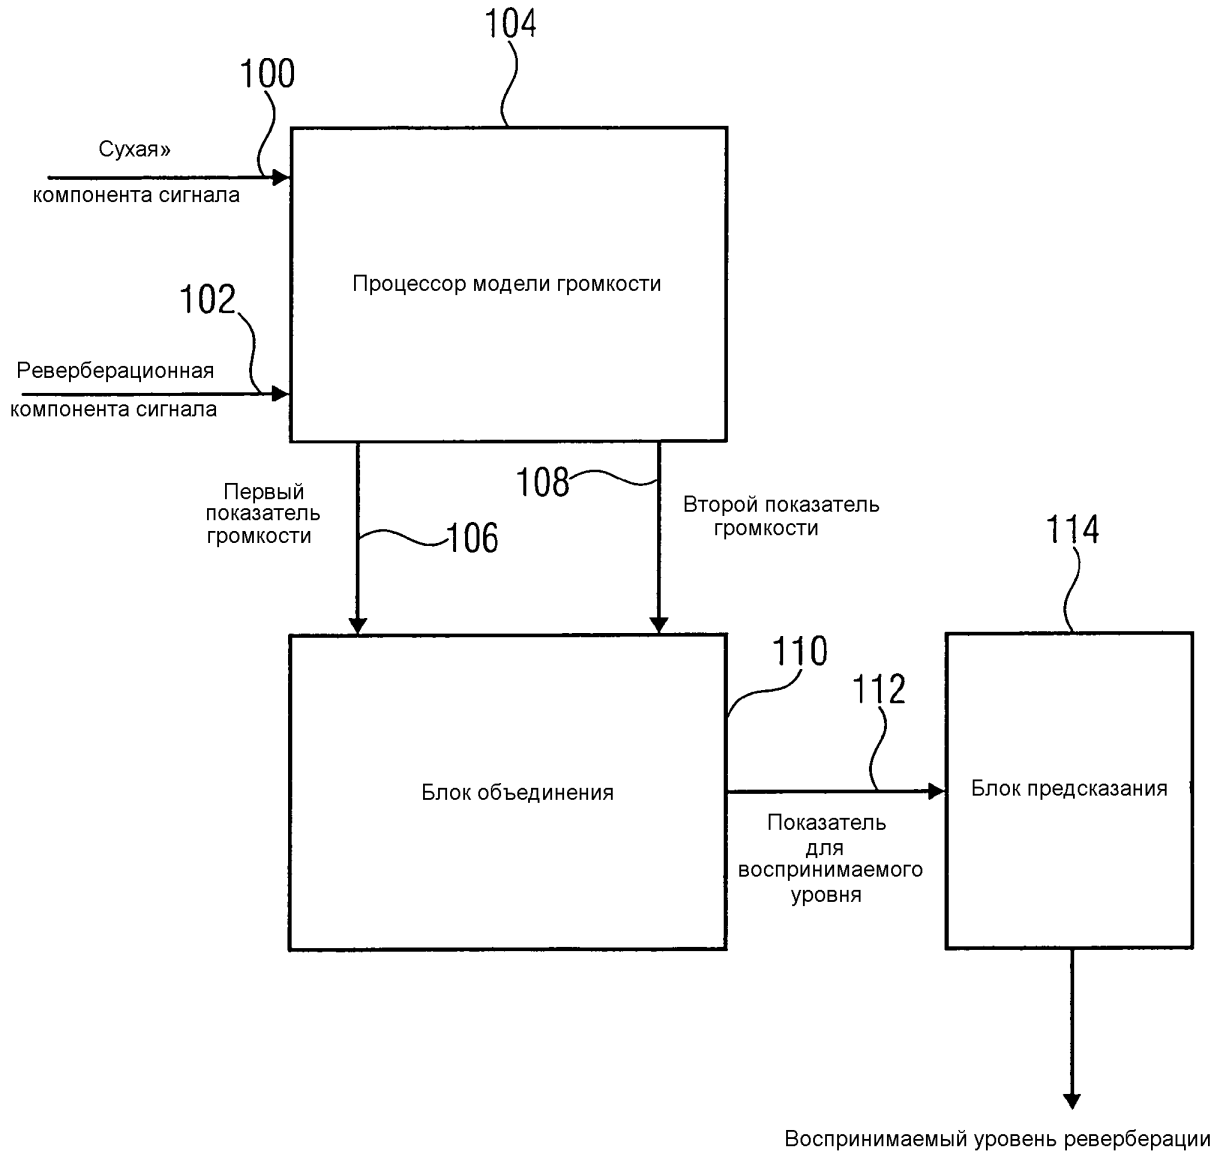 104
100
Сухая»
компонента сигнала
Процессор модели громкости
102
Реверберационная
компонента сигнала
Первый
показатель
громкости
106
108
Второй показатель
громкости
114
110
112
Блок объединения
Блок предсказания
Показатель
для
воспринимаемого
уровня
Воспринимаемый уровень реверберации